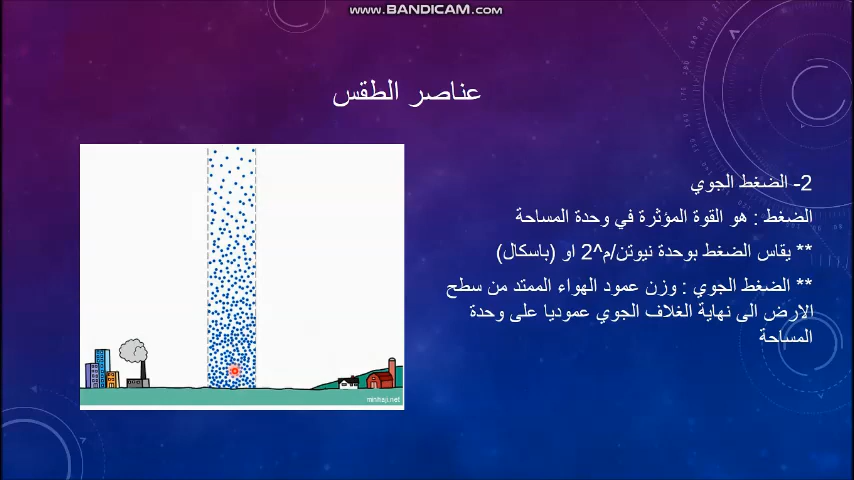 WWW.BANDICAM.COM
عناصر الطقس
2- الضغط الجوي
الضغط : هو القوة المؤثرة في وحدة المساحة
** يقاس الضغط بوحدة نيوتن/م^2 او (باسكال)
** الضغط الجوي : وزن عمود الهواء الممتد من سطح
الارض الى نهاية الغلاف الجوي عموديا على وحدة
المساحة
minhaji.net